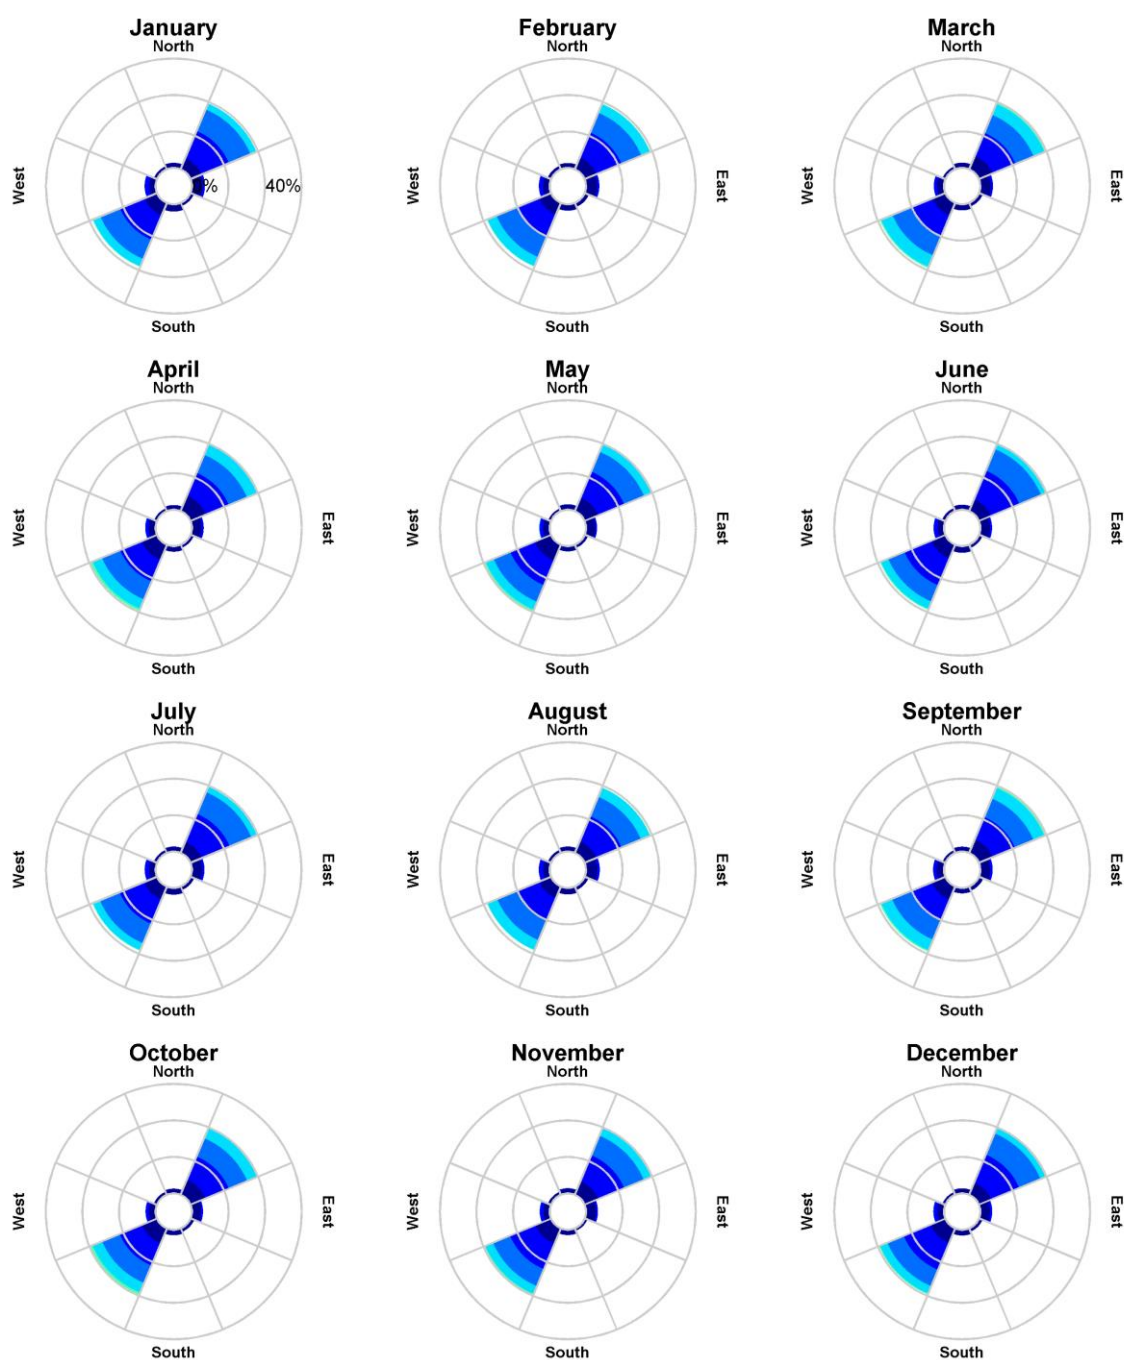 January February March
North North North
West 40% West East West East
South South South
April May June
North North North
West East West East West East
South South South
July August September
North North North
West East West East West East
South South South
October November December
North North North
West East West East West East
South South South